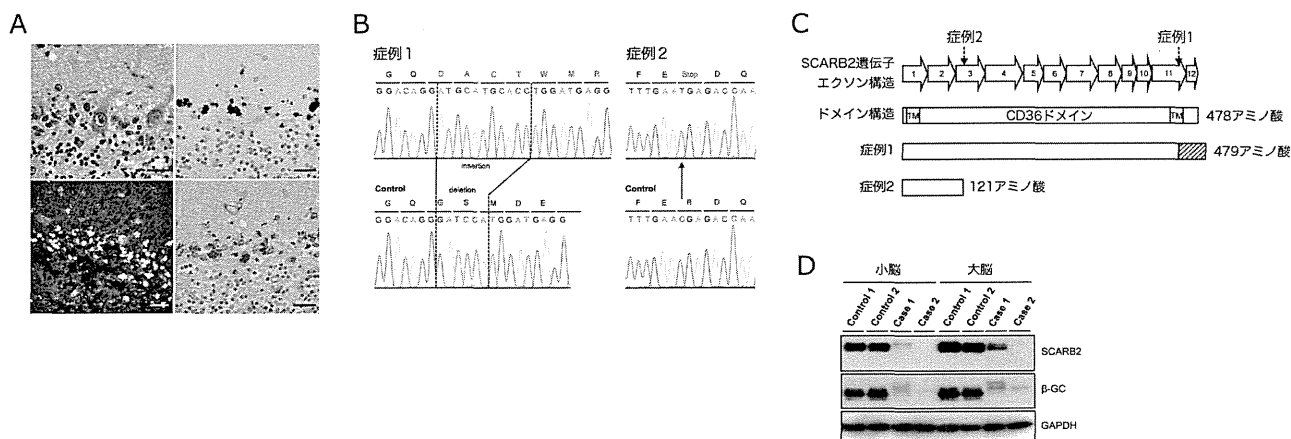 A
B
症例1
G Q D A C T W M R
GGACAGGATGCATGCACCTGGATGAGG
insertion
Control
deletion
G Q G S M D E
GGACAGGGATCCATGGATGAGG
症例2
F E Stop D Q
TTTGAATGAGACCAA
Control
F E R D Q
TTTGAACGAGACCAA
C
症例2
症例1
SCARB2遺伝子
エクソン構造
1 2 3 4 5 6 7 8 9 10 11 12
ドメイン構造
TM
CD36ドメイン
TM
478アミノ酸
症例1
479アミノ酸
症例2
121アミノ酸
D
小脳
大脳
Control 1 Control 2 Case 1 Case 2 Control 1 Control 2 Case 1 Case 2
SCARB2
β-GC
GAPDH